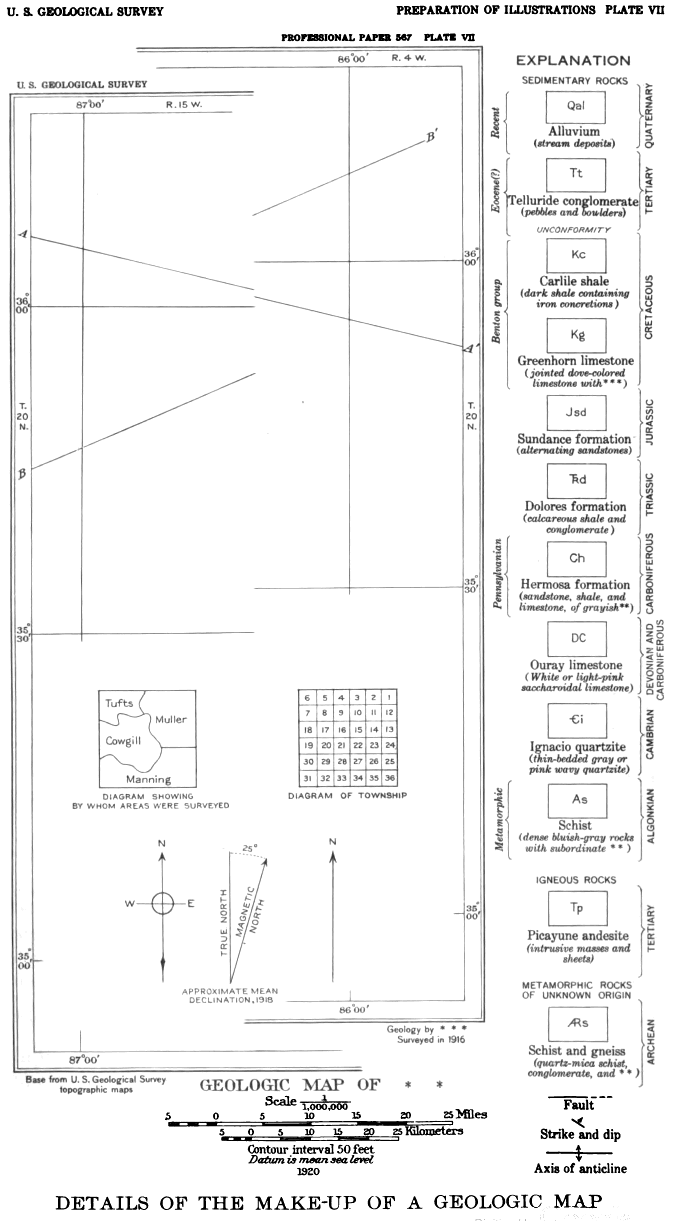 U. S. GEOLOGICAL SURVEY
PREPARATION OF ILLUSTRATIONS PLATE VII
PROFESSIONAL PAPER 567 PLATE VII
U. S. GEOLOGICAL SURVEY
86°00′ R. 4 W.
87°00′ R. 15 W.
B′
A
36°
00′
36°
00′
A′
T.
20
N.
T.
20
N.
B
35°
30′
35°
30′
Tufts
Muller
Cowgill
Manning
DIAGRAM SHOWING
BY WHOM AREAS WERE SURVEYED
6 5 4 3 2 1
7 8 9 10 11 12
18 17 16 15 14 13
19 20 21 22 23 24
30 29 28 27 26 25
31 32 33 34 35 36
DIAGRAM OF TOWNSHIP
N
W E
25°
TRUE NORTH
MAGNETIC
NORTH
APPROXIMATE MEAN
DECLINATION, 1918
N
35°
00′
35°
00′
86°00′
87°00′
Geology by * * *
Surveyed in 1916
Base from U. S. Geological Survey
topographic maps
GEOLOGIC MAP OF * *
Scale 1/1,000,000
5 0 5 10 15 20 25 Miles
5 0 5 10 15 20 25 Kilometers
Contour interval 50 feet
Datum is mean sea level
1920
EXPLANATION
SEDIMENTARY ROCKS
Recent
Qal
Alluvium
(stream deposits)
QUATERNARY
Eocene(?)
Tt
Telluride conglomerate
(pebbles and boulders)
TERTIARY
UNCONFORMITY
Benton group
Kc
Carlile shale
(dark shale containing
iron concretions)
CRETACEOUS
Kg
Greenhorn limestone
(jointed dove-colored
limestone with***)
Jsd
Sundance formation
(alternating sandstones)
JURASSIC
Ꞇd
Dolores formation
(calcareous shale and
conglomerate)
TRIASSIC
Pennsylvanian
Ch
Hermosa formation
(sandstone, shale, and
limestone, of grayish**)
CARBONIFEROUS
DC
Ouray limestone
(White or light-pink
saccharoidal limestone)
DEVONIAN AND
CARBONIFEROUS
Єi
Ignacio quartzite
(thin-bedded gray or
pink wavy quartzite)
CAMBRIAN
Metamorphic
As
Schist
(dense bluish-gray rocks
with subordinate **)
ALGONKIAN
IGNEOUS ROCKS
Tp
Picayune andesite
(intrusive masses and
sheets)
TERTIARY
METAMORPHIC ROCKS
OF UNKNOWN ORIGIN
ARs
Schist and gneiss
(quartz-mica schist,
conglomerate, and **)
ARCHEAN
Fault
Strike and dip
Axis of anticline
DETAILS OF THE MAKE-UP OF A GEOLOGIC MAP